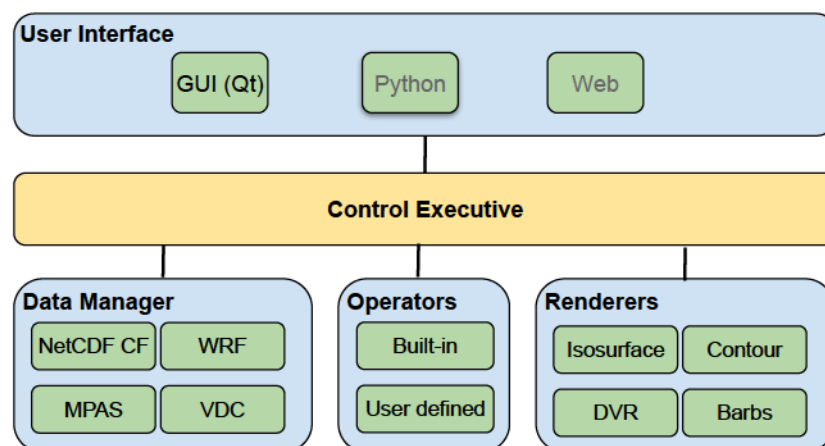 User Interface
GUI (Qt)
Python
Web
Control Executive
Data Manager
NetCDF CF
WRF
MPAS
VDC
Operators
Built-in
User defined
Renderers
Isosurface
Contour
DVR
Barbs